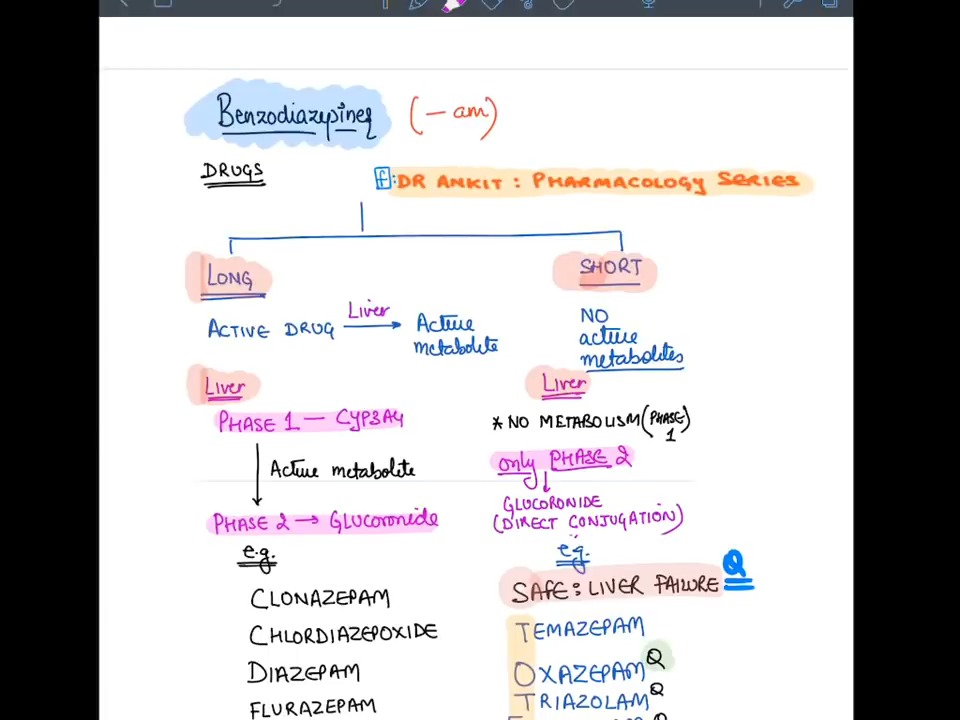 Benzodiazepines (-am)
DRUGS
f: DR ANKIT : PHARMACOLOGY SERIES
LONG
ACTIVE DRUG Liver → Active metabolite
Liver
PHASE 1 — CYP3A4
Active metabolite
PHASE 2 → GLUCORONIDE
e.g.
CLONAZEPAM
CHLORDIAZEPOXIDE
DIAZEPAM
FLURAZEPAM
SHORT
NO
active
metabolites
Liver
* NO METABOLISM (PHASE 1)
only PHASE 2
GLUCORONIDE
(DIRECT CONJUGATION)
e.g.
SAFE : LIVER FAILURE Q
TEMAZEPAM
OXAZEPAM Q
TRIAZOLAM Q